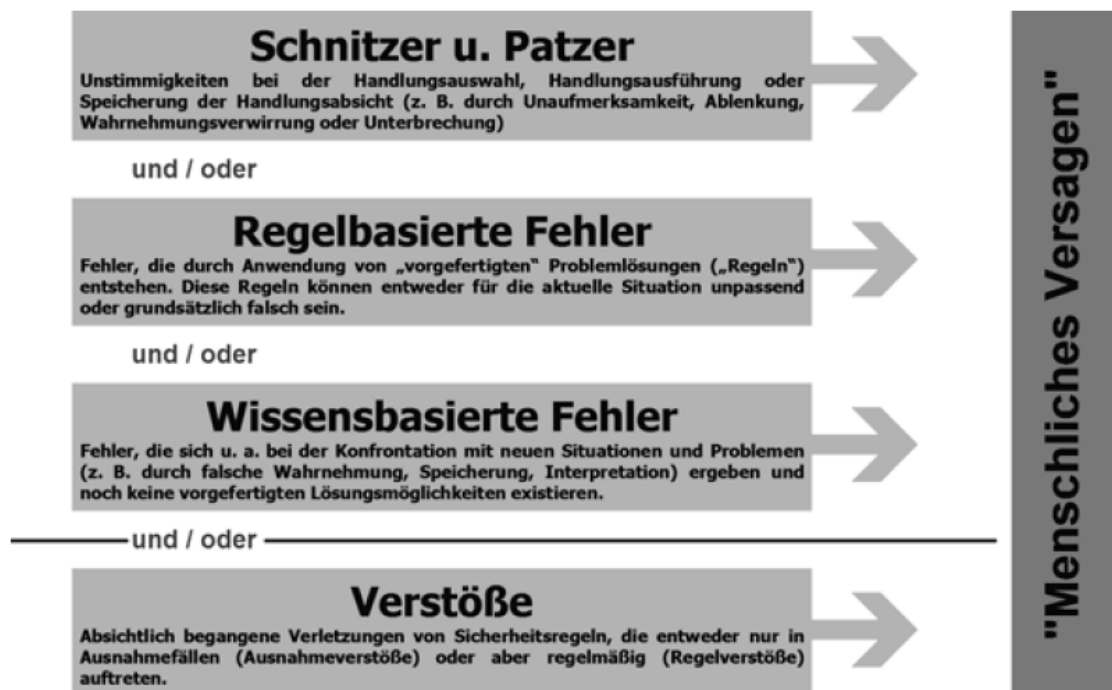 Schnitzer u. Patzer
Unstimmigkeiten bei der Handlungsauswahl, Handlungsausführung oder
Speicherung der Handlungsabsicht (z. B. durch Unaufmerksamkeit, Ablenkung,
Wahrnehmungsverwirrung oder Unterbrechung)
und / oder
Regelbasierte Fehler
Fehler, die durch Anwendung von „vorgefertigten“ Problemlösungen („Regeln“)
entstehen. Diese Regeln können entweder für die aktuelle Situation unpassend
oder grundsätzlich falsch sein.
und / oder
Wissensbasierte Fehler
Fehler, die sich u. a. bei der Konfrontation mit neuen Situationen und Problemen
(z. B. durch falsche Wahrnehmung, Speicherung, Interpretation) ergeben und
noch keine vorgefertigten Lösungsmöglichkeiten existieren.
und / oder
Verstöße
Absichtlich begangene Verletzungen von Sicherheitsregeln, die entweder nur in
Ausnahmefällen (Ausnahmeverstöße) oder aber regelmäßig (Regelverstöße)
auftreten.
"Menschliches Versagen"